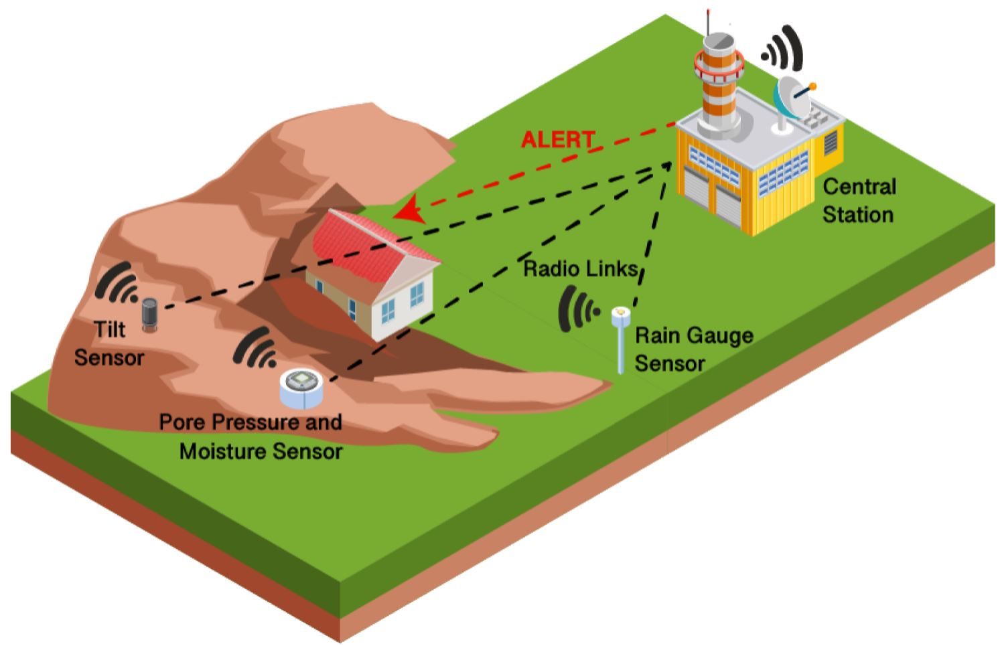 ALERT
Central
Station
Radio Links
Tilt
Sensor
Rain Gauge
Sensor
Pore Pressure and
Moisture Sensor